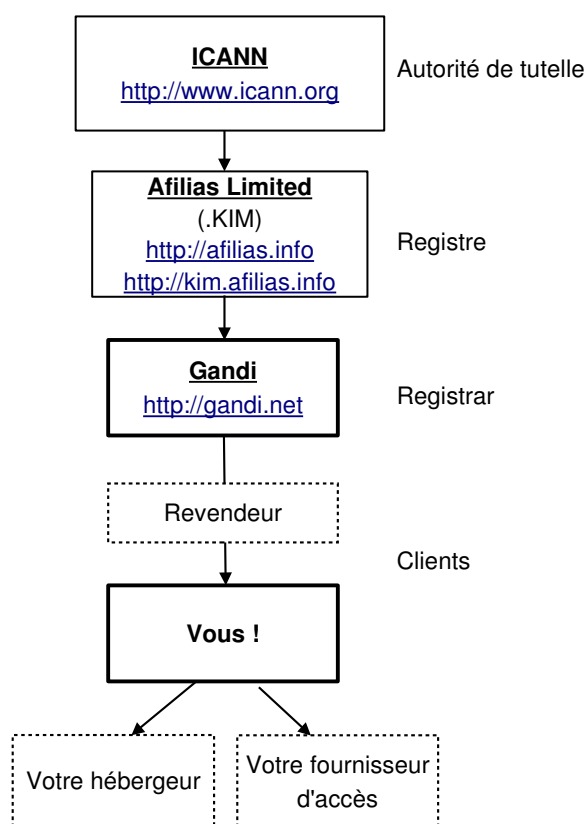 ICANN
http://www.icann.org
Autorité de tutelle
Afilias Limited
(.KIM)
http://afilias.info
http://kim.afilias.info
Registre
Gandi
http://gandi.net
Registrar
Revendeur
Clients
Vous !
Votre hébergeur
Votre fournisseur
d'accès